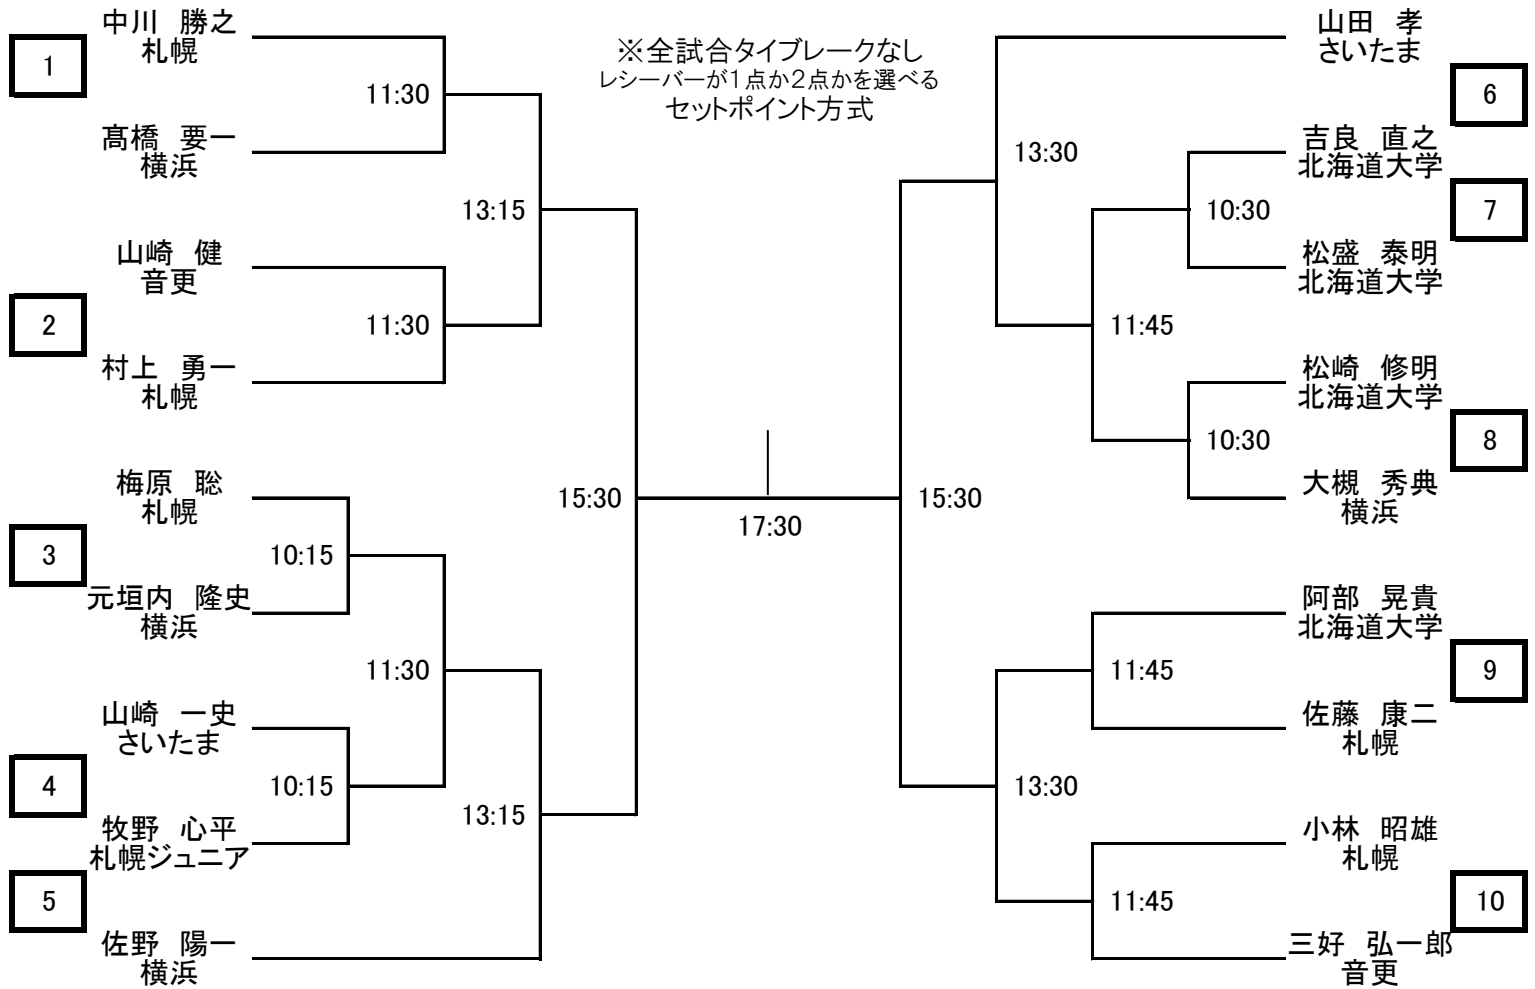 ※全試合タイブレークなし
レシーバーが1点か2点かを選べる
セットポイント方式
1
中川　勝之
札幌
11:30
髙橋　要一
横浜
13:15
2
山崎　健
音更
11:30
村上　勇一
札幌
15:30
3
梅原　聡
札幌
10:15
元垣内　隆史
横浜
11:30
4
山崎　一史
さいたま
10:15
牧野　心平
札幌ジュニア
13:15
5
佐野　陽一
横浜
17:30
山田　孝
さいたま
6
13:30
吉良　直之
北海道大学
10:30
7
松盛　泰明
北海道大学
11:45
松崎　修明
北海道大学
10:30
8
大槻　秀典
横浜
15:30
阿部　晃貴
北海道大学
11:45
9
佐藤　康二
札幌
13:30
小林　昭雄
札幌
11:45
10
三好　弘一郎
音更